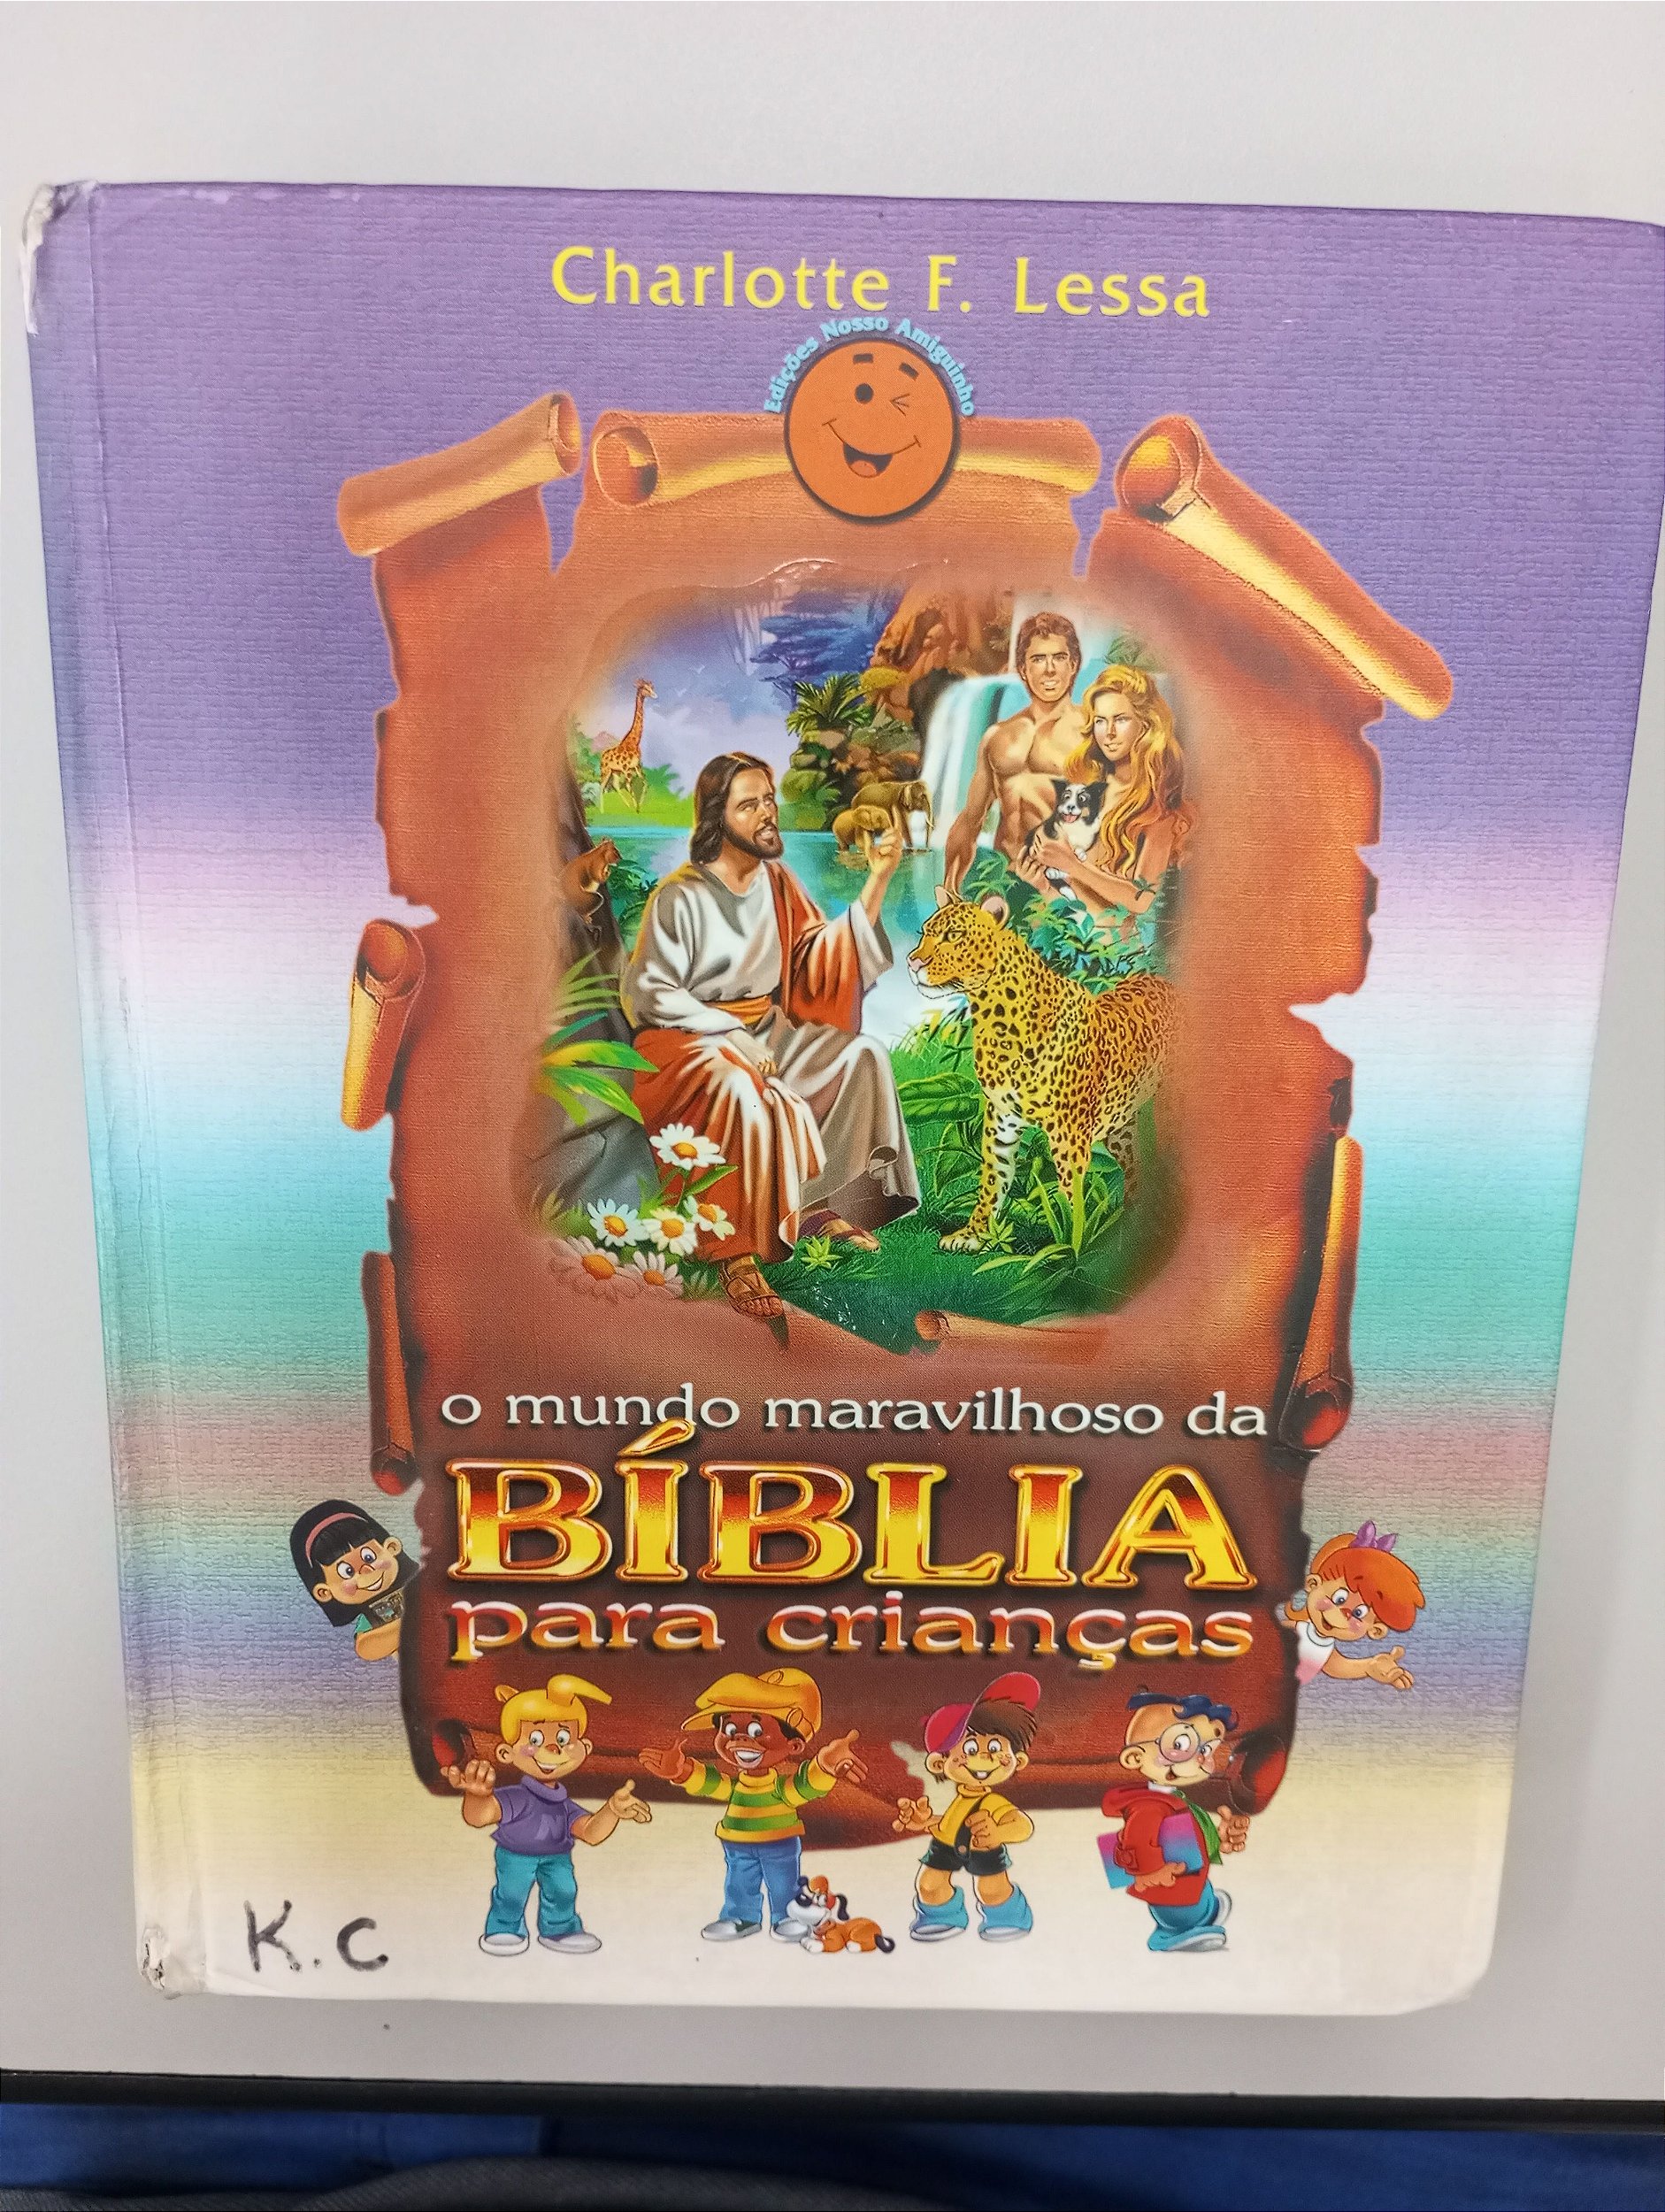 Charlotte F. Lessa
Edições Nosso Amiguinho
o mundo maravilhoso da
BÍBLIA
para crianças
N
K.C